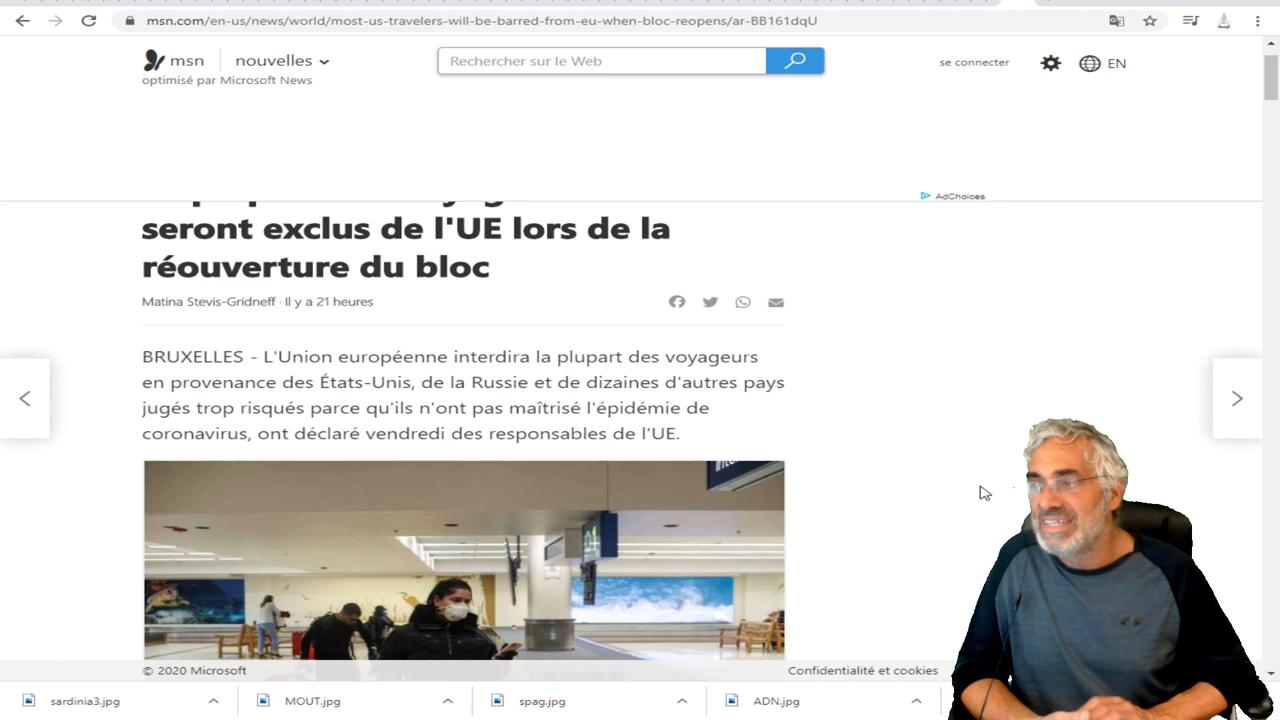 msn.com/en-us/news/world/most-us-travelers-will-be-barred-from-eu-when-bloc-reopens/ar-BB161dqU
msn nouvelles
optimisé par Microsoft News
Rechercher sur le Web
se connecter
EN
AdChoices
seront exclus de l'UE lors de la
réouverture du bloc
Matina Stevis-Gridneff · Il y a 21 heures
BRUXELLES - L'Union européenne interdira la plupart des voyageurs
en provenance des États-Unis, de la Russie et de dizaines d'autres pays
jugés trop risqués parce qu'ils n'ont pas maîtrisé l'épidémie de
coronavirus, ont déclaré vendredi des responsables de l'UE.
© 2020 Microsoft
Confidentialité et cookies
sardinia3.jpg
MOUT.jpg
spag.jpg
ADN.jpg